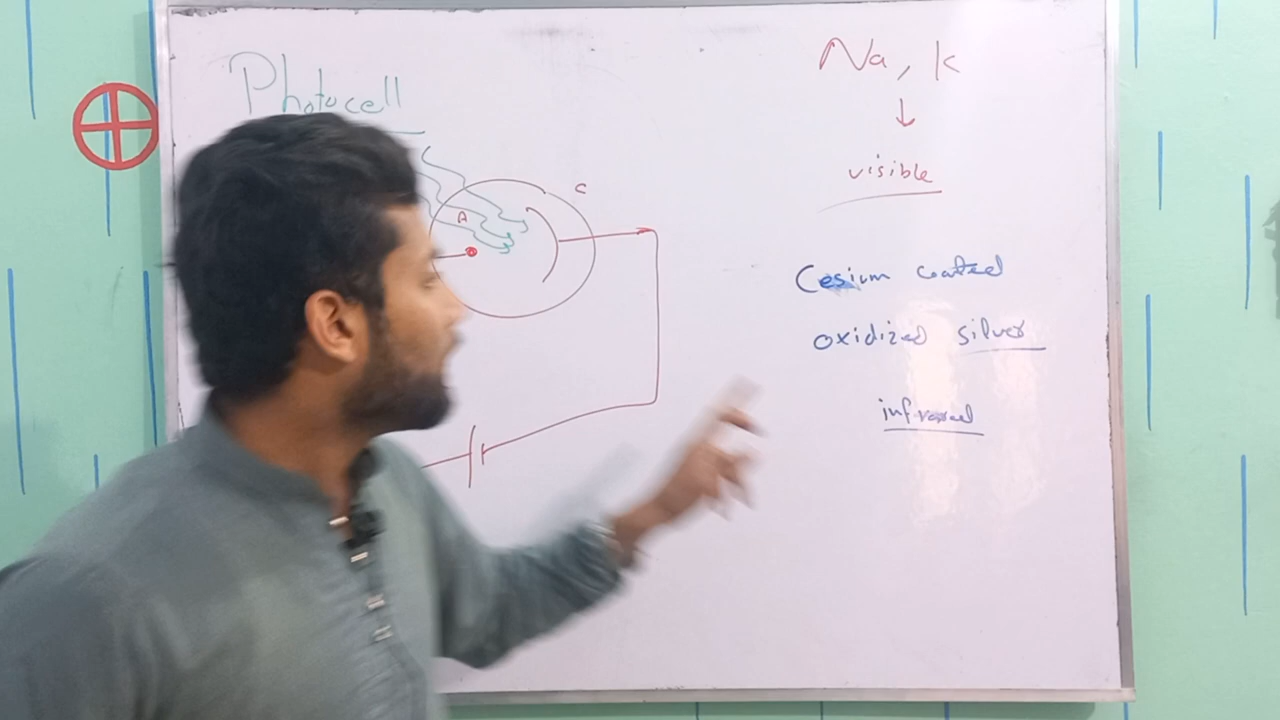 Photocell
Na, K
↓
visible
C
A
Cesium coated
oxidized silver
infrared